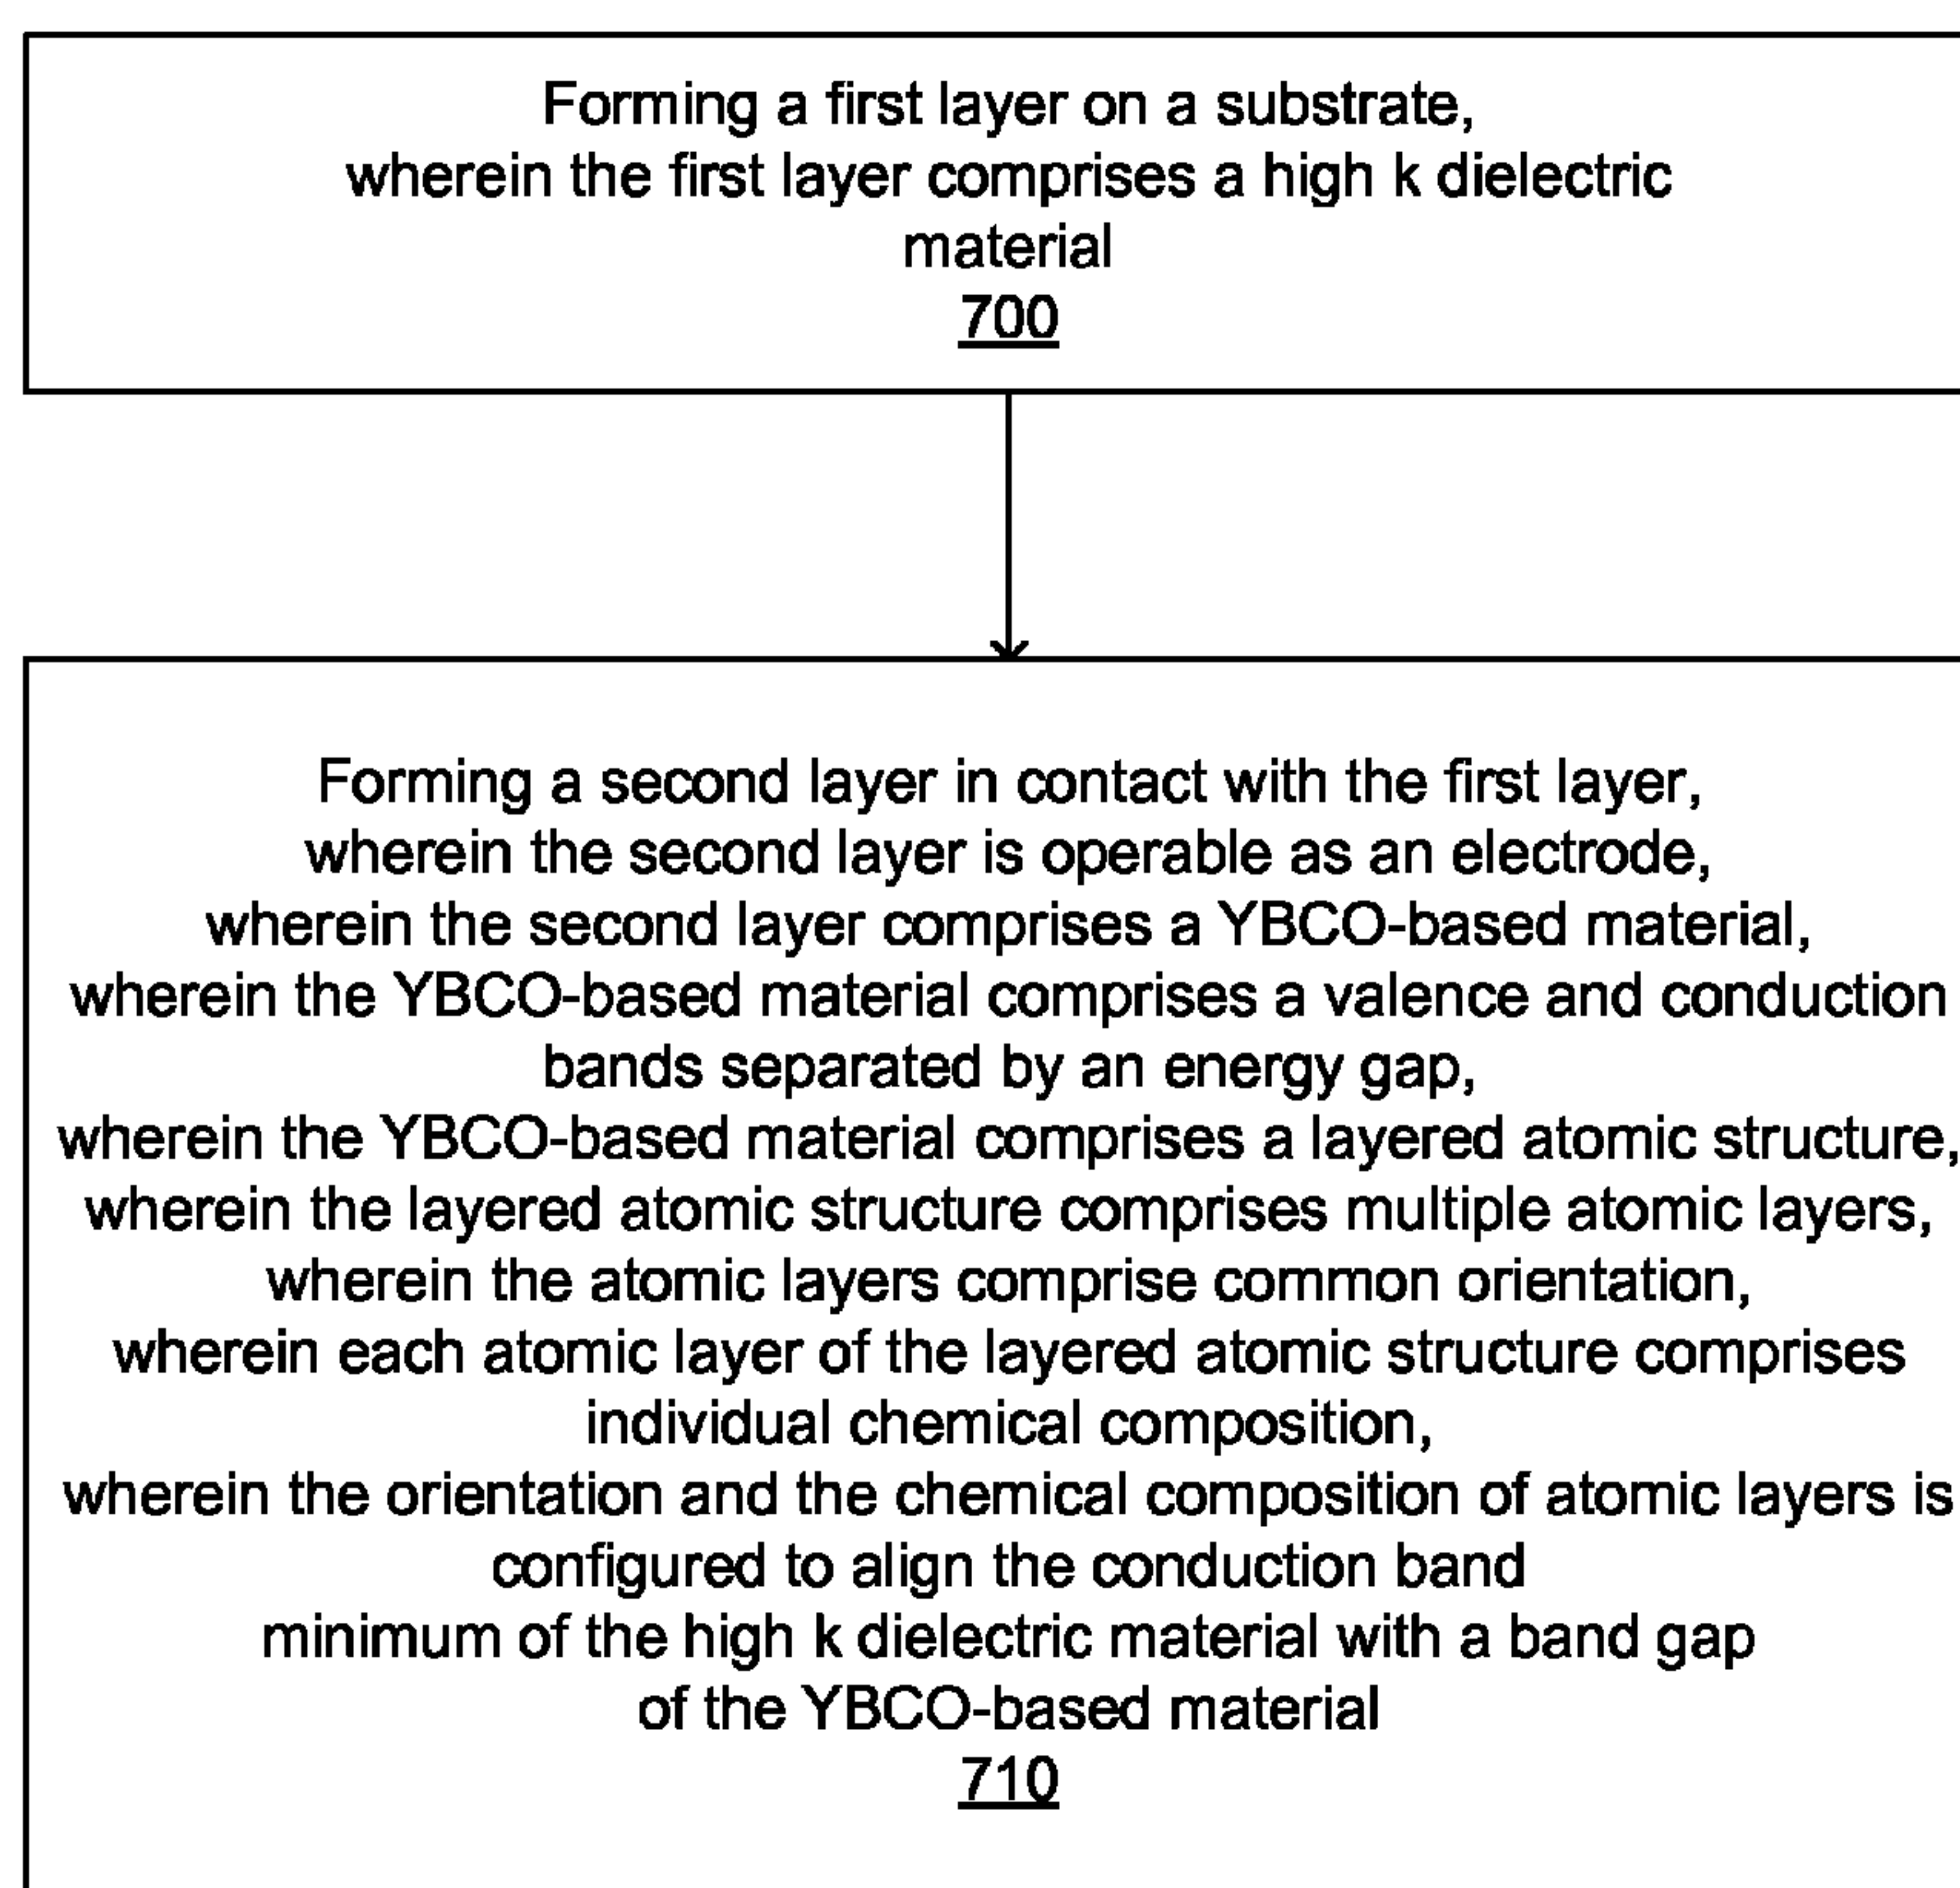 Forming a first layer on a substrate,
wherein the first layer comprises a high k dielectric
material
700
Forming a second layer in contact with the first layer,
wherein the second layer is operable as an electrode,
wherein the second layer comprises a YBCO-based material,
wherein the YBCO-based material comprises a valence and conduction
bands separated by an energy gap,
wherein the YBCO-based material comprises a layered atomic structure,
wherein the layered atomic structure comprises multiple atomic layers,
wherein the atomic layers comprise common orientation,
wherein each atomic layer of the layered atomic structure comprises
individual chemical composition,
wherein the orientation and the chemical composition of atomic layers is
configured to align the conduction band
minimum of the high k dielectric material with a band gap
of the YBCO-based material
710